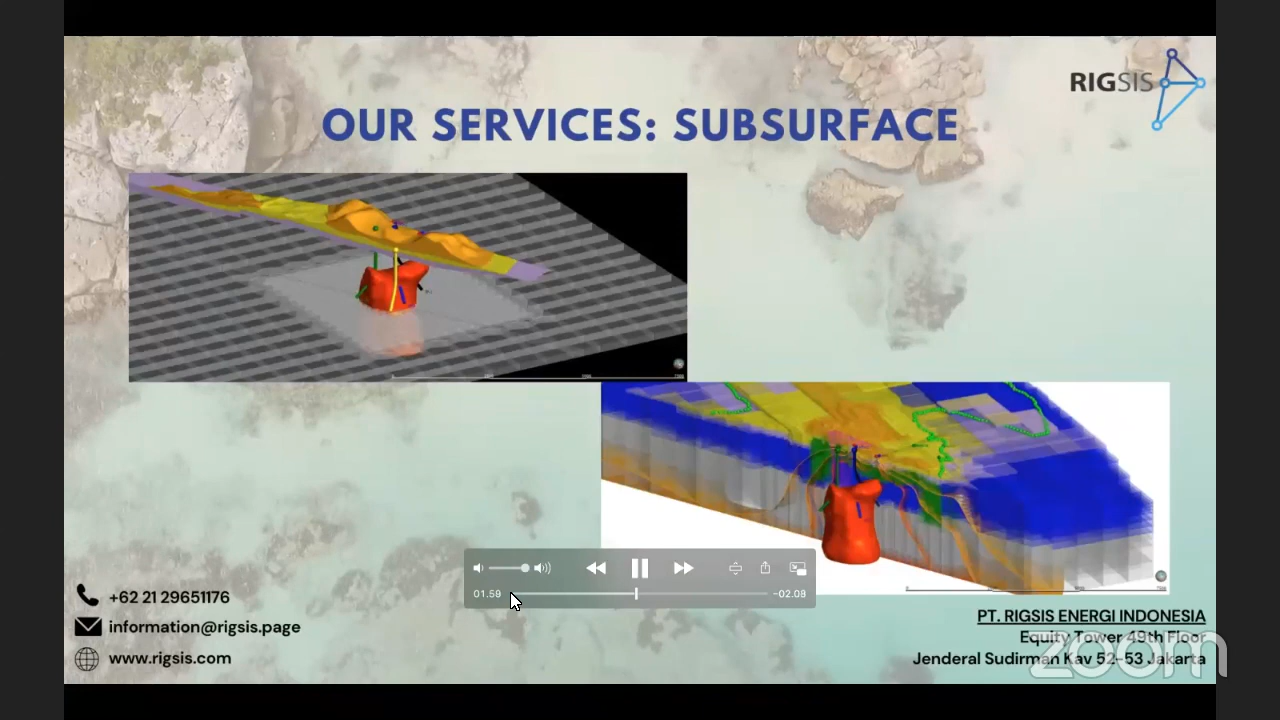 RIGSIS
OUR SERVICES: SUBSURFACE
01.59
-02.08
+62 21 29651176
information@rigsis.page
www.rigsis.com
PT. RIGSIS ENERGI INDONESIA
Equity Tower 49th Floor
Jenderal Sudirman Kav 52-53 Jakarta
zoom